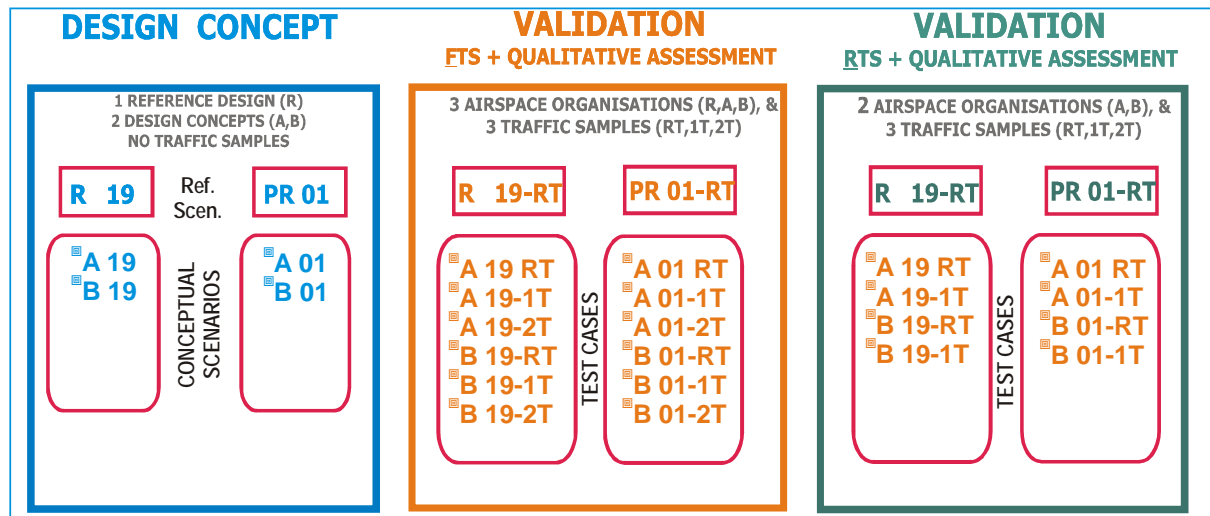 DESIGN CONCEPT
1 REFERENCE DESIGN (R)
2 DESIGN CONCEPTS (A,B)
NO TRAFFIC SAMPLES
R 19
Ref.
Scen.
PR 01
A 19
B 19
CONCEPTUAL
SCENARIOS
A 01
B 01
VALIDATION
FTS + QUALITATIVE ASSESSMENT
3 AIRSPACE ORGANISATIONS (R,A,B), &
3 TRAFFIC SAMPLES (RT,1T,2T)
R 19-RT
PR 01-RT
A 19 RT
A 19-1T
A 19-2T
B 19-RT
B 19-1T
B 19-2T
TEST CASES
A 01 RT
A 01-1T
A 01-2T
B 01-RT
B 01-1T
B 01-2T
VALIDATION
RTS + QUALITATIVE ASSESSMENT
2 AIRSPACE ORGANISATIONS (A,B), &
3 TRAFFIC SAMPLES (RT,1T,2T)
R 19-RT
PR 01-RT
A 19 RT
A 19-1T
B 19-RT
B 19-1T
TEST CASES
A 01 RT
A 01-1T
B 01-RT
B 01-1T